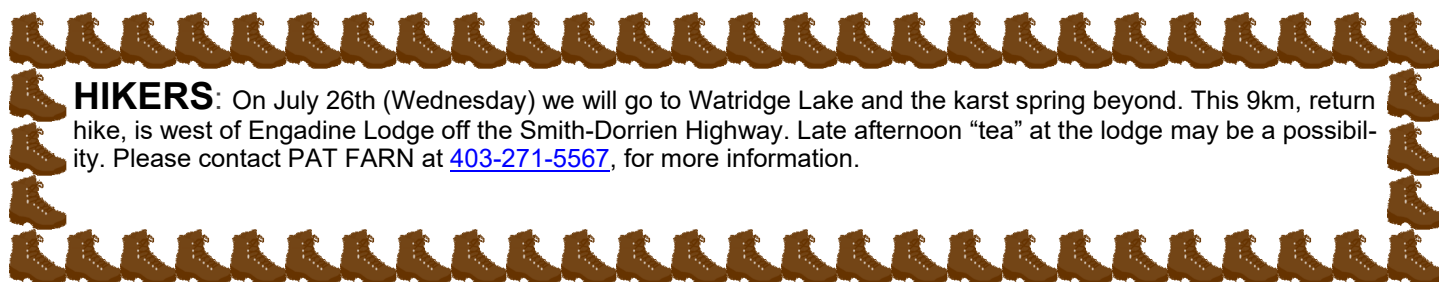 HIKERS: On July 26th (Wednesday) we will go to Watridge Lake and the karst spring beyond. This 9km, return
hike, is west of Engadine Lodge off the Smith-Dorrien Highway. Late afternoon “tea” at the lodge may be a possibil-
ity. Please contact PAT FARN at 403-271-5567, for more information.